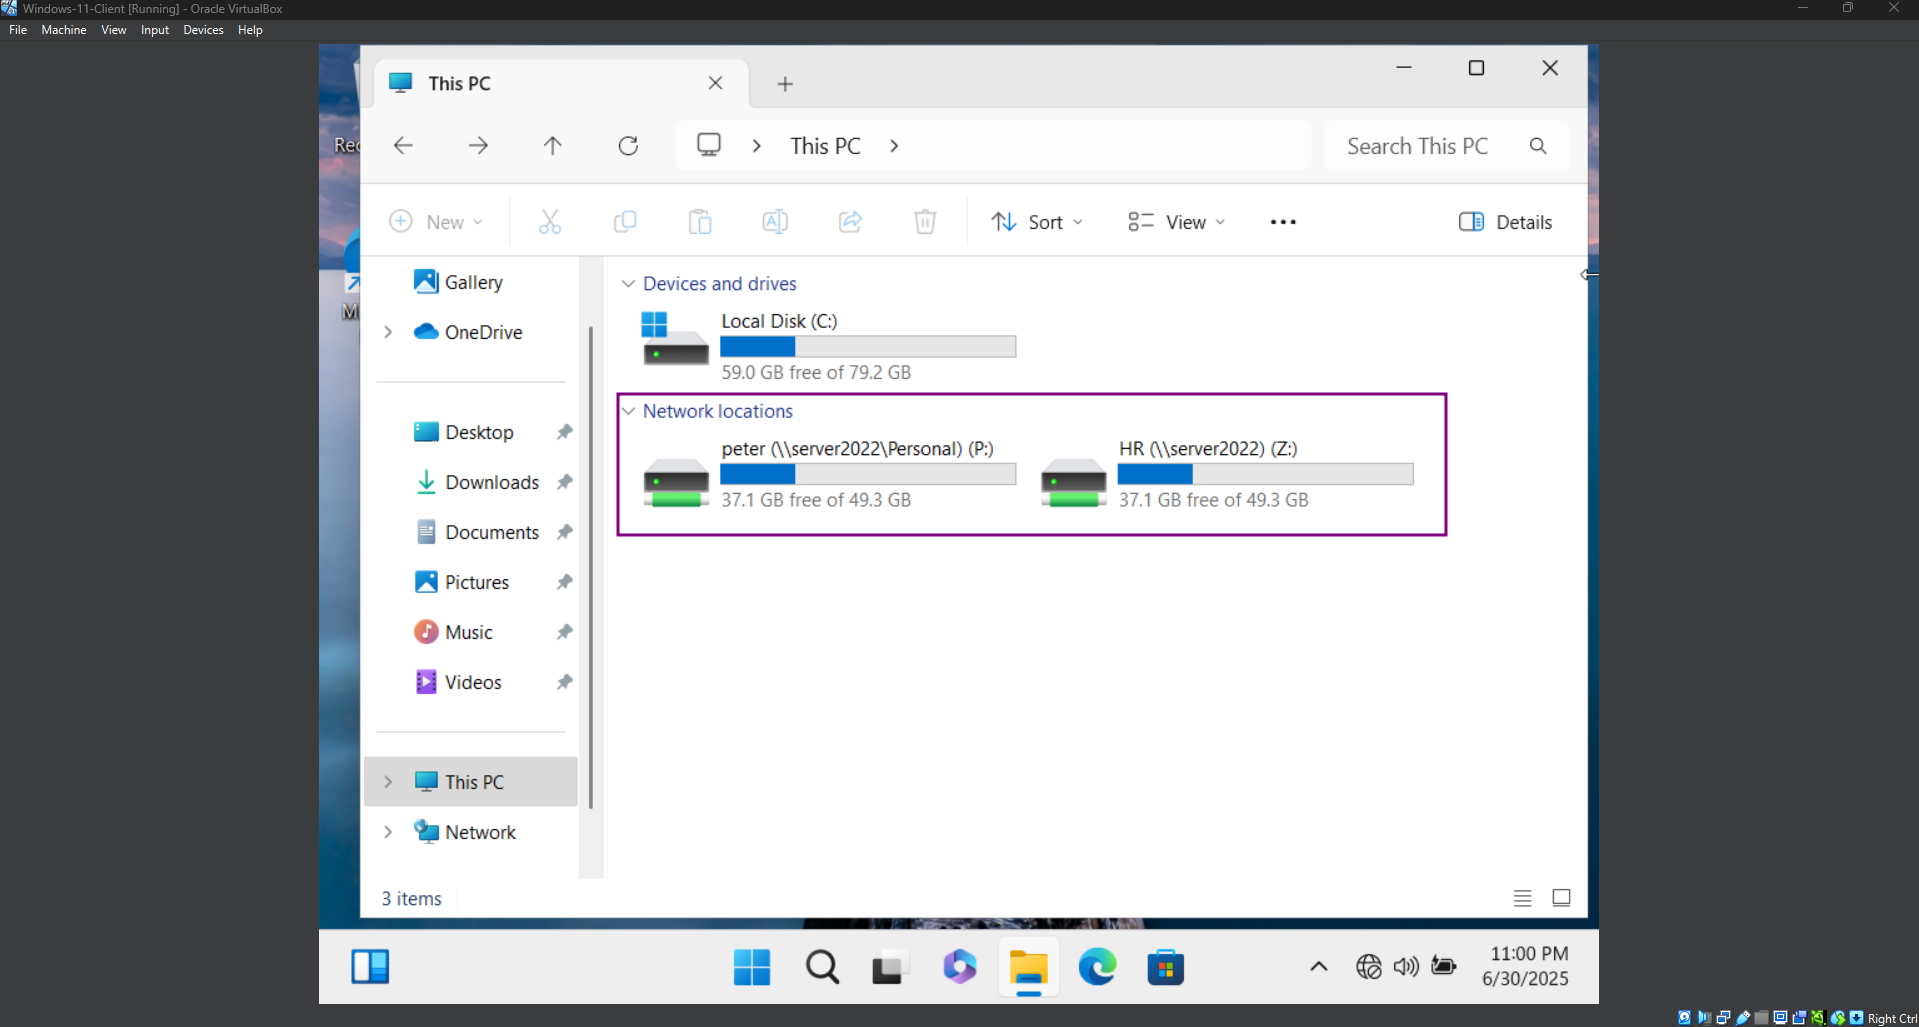 Windows-11-Client [Running] - Oracle VirtualBox
File Machine View Input Devices Help
This PC
This PC
Search This PC
New
Sort
View
Details
Gallery
OneDrive
Desktop
Downloads
Documents
Pictures
Music
Videos
This PC
Network
Devices and drives
Local Disk (C:)
59.0 GB free of 79.2 GB
Network locations
peter (\\server2022\Personal) (P:)
37.1 GB free of 49.3 GB
HR (\\server2022) (Z:)
37.1 GB free of 49.3 GB
3 items
11:00 PM
6/30/2025
Right Ctrl